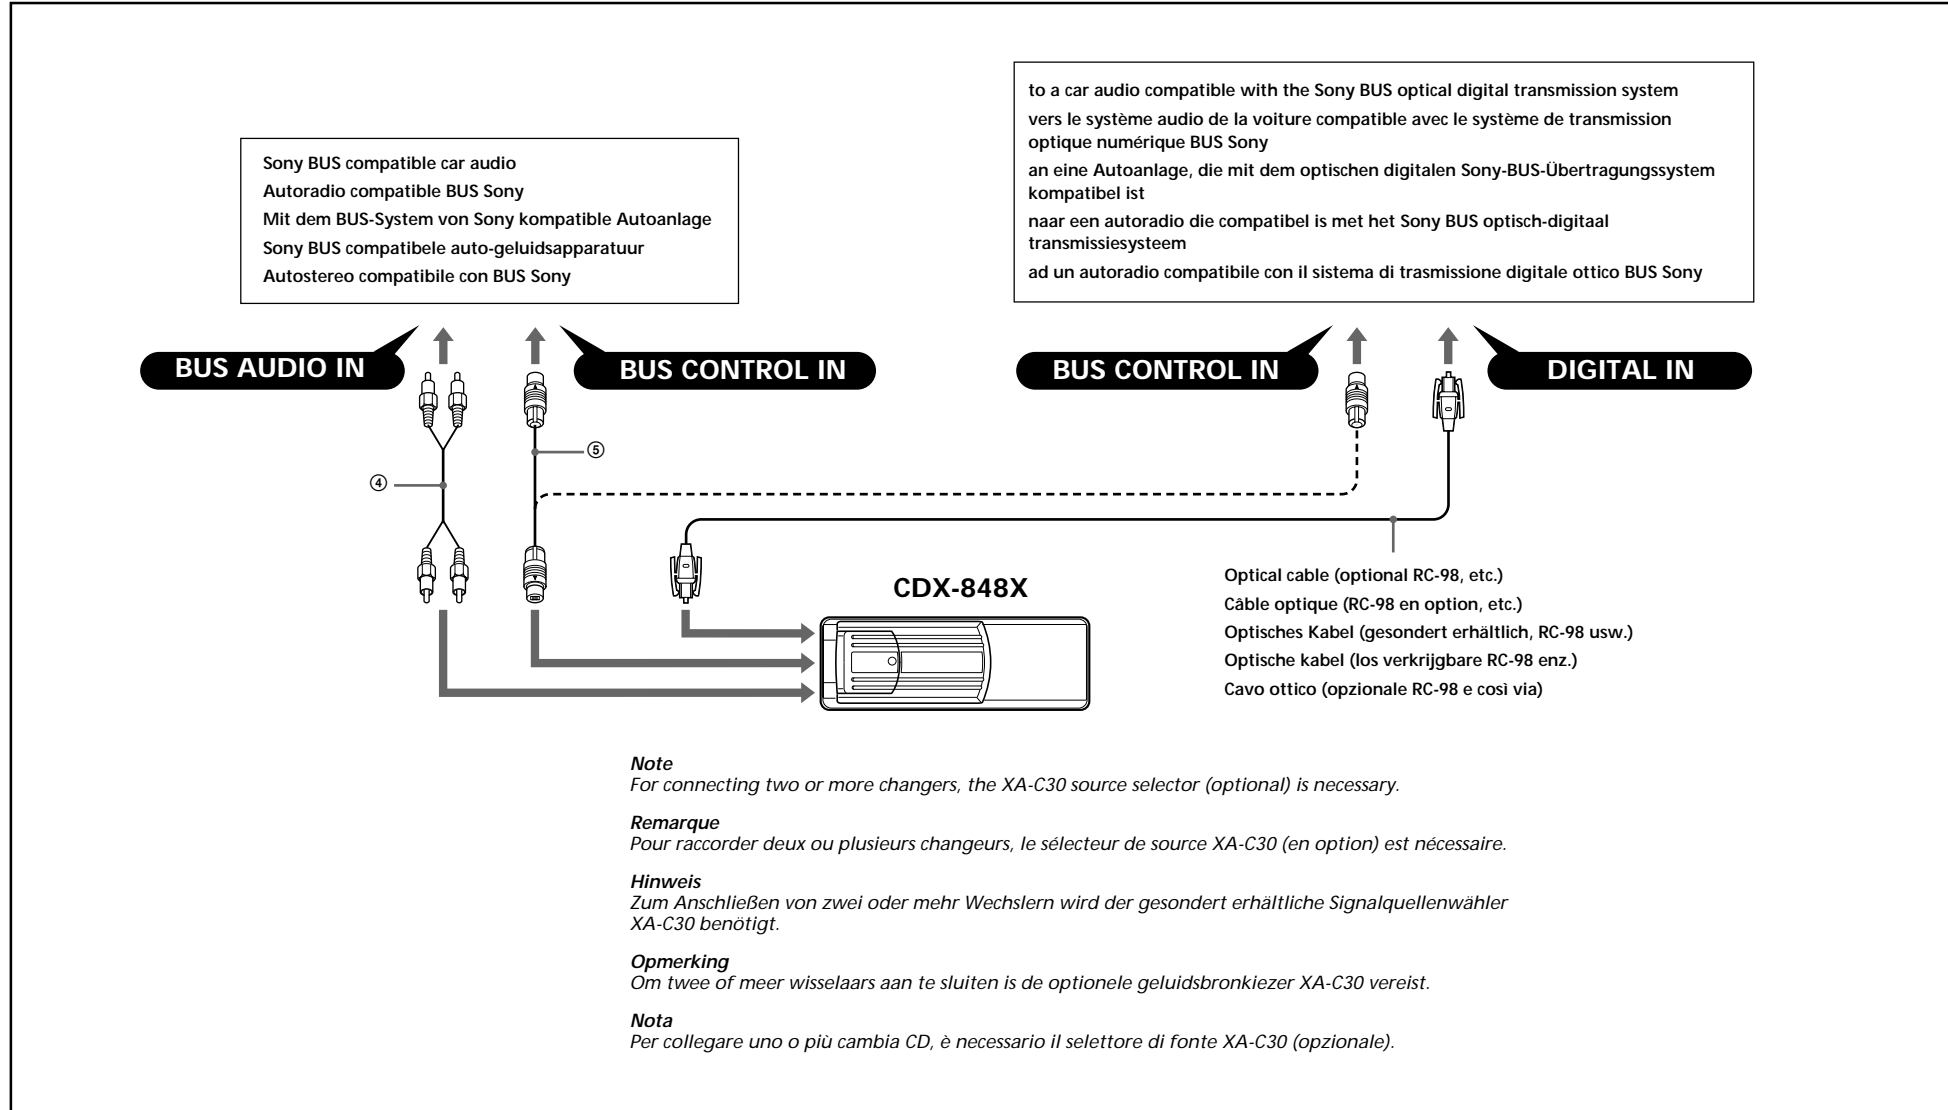 Sony BUS compatible car audio
Autoradio compatible BUS Sony
Mit dem BUS-System von Sony kompatible Autoanlage
Sony BUS compatibele auto-geluidsapparatuur
Autostereo compatibile con BUS Sony
to a car audio compatible with the Sony BUS optical digital transmission system
vers le système audio de la voiture compatible avec le système de transmission
optique numérique BUS Sony
an eine Autoanlage, die mit dem optischen digitalen Sony-BUS-Übertragungssystem
kompatibel ist
naar een autoradio die compatibel is met het Sony BUS optisch-digitaal
transmissiesysteem
ad un autoradio compatibile con il sistema di trasmissione digitale ottico BUS Sony
BUS AUDIO IN
BUS CONTROL IN
BUS CONTROL IN
DIGITAL IN
⑤
④
CDX-848X
Optical cable (optional RC-98, etc.)
Câble optique (RC-98 en option, etc.)
Optisches Kabel (gesondert erhältlich, RC-98 usw.)
Optische kabel (los verkrijgbare RC-98 enz.)
Cavo ottico (opzionale RC-98 e così via)
Note
For connecting two or more changers, the XA-C30 source selector (optional) is necessary.
Remarque
Pour raccorder deux ou plusieurs changeurs, le sélecteur de source XA-C30 (en option) est nécessaire.
Hinweis
Zum Anschließen von zwei oder mehr Wechslern wird der gesondert erhältliche Signalquellenwähler
XA-C30 benötigt.
Opmerking
Om twee of meer wisselaars aan te sluiten is de optionele geluidsbronkiezer XA-C30 vereist.
Nota
Per collegare uno o più cambia CD, è necessario il selettore di fonte XA-C30 (opzionale).